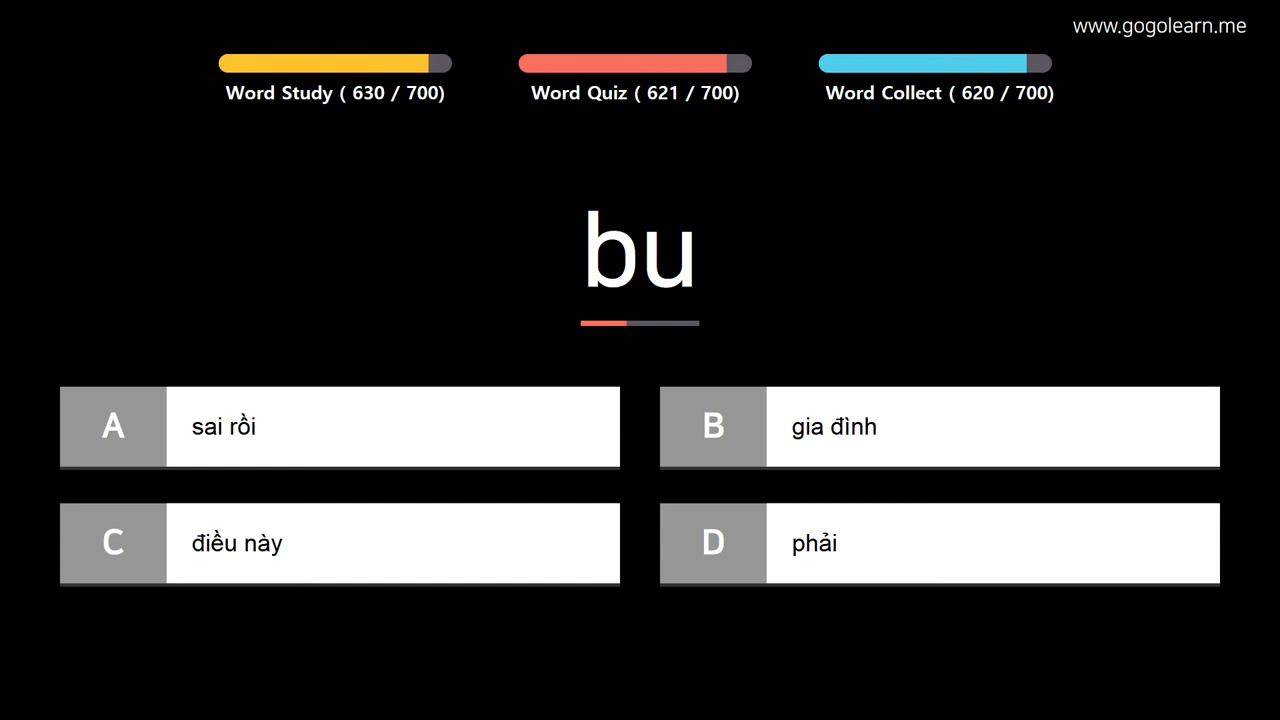 www.gogolearn.me
Word Study ( 630 / 700)
Word Quiz ( 621 / 700)
Word Collect ( 620 / 700)
bu
A sai rồi
B gia đình
C điều này
D phải